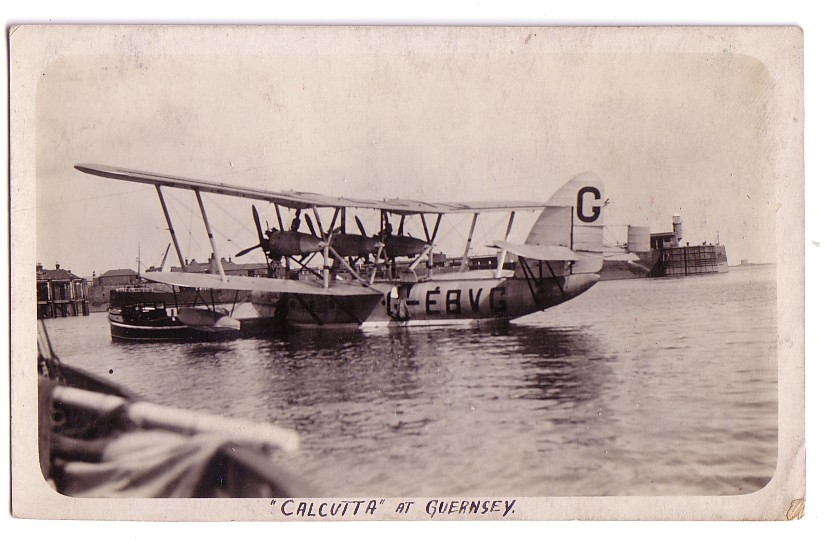 G
G-EBVG
"CALCUTTA" AT GUERNSEY.